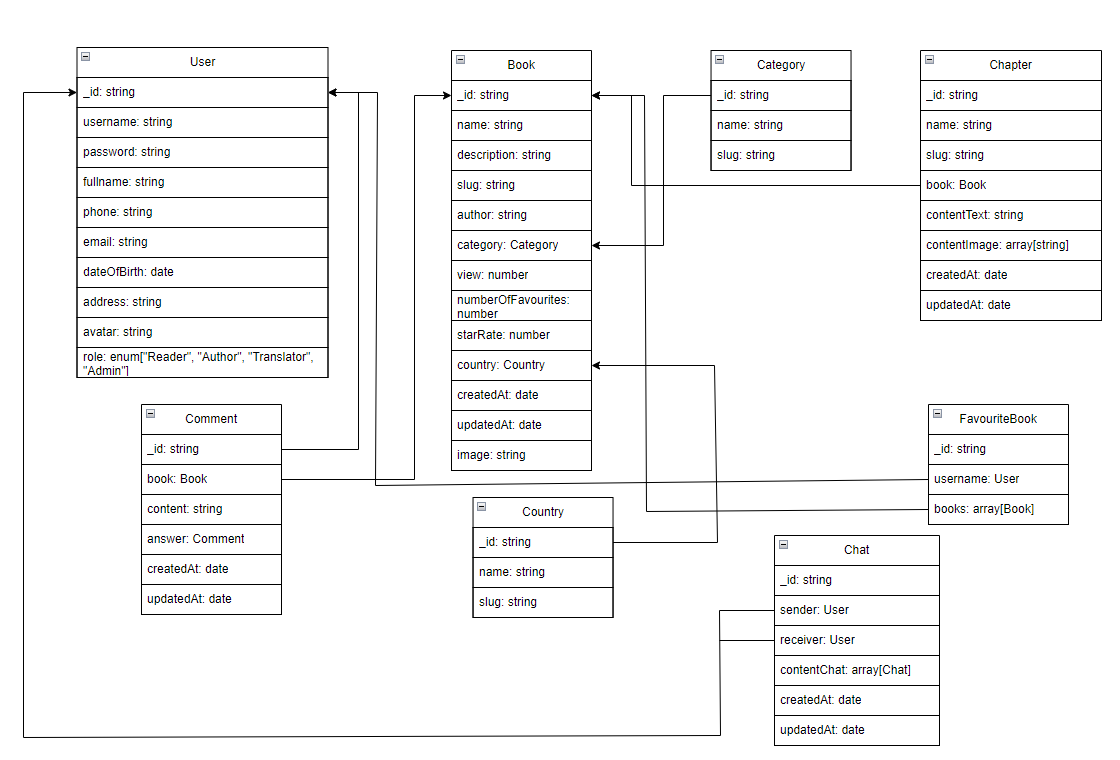 User
_id: string
username: string
password: string
fullname: string
phone: string
email: string
dateOfBirth: date
address: string
avatar: string
role: enum["Reader", "Author", "Translator",
"Admin"]
Book
_id: string
name: string
description: string
slug: string
author: string
category: Category
view: number
numberOfFavourites:
number
starRate: number
country: Country
createdAt: date
updatedAt: date
image: string
Category
_id: string
name: string
slug: string
Chapter
_id: string
name: string
slug: string
book: Book
contentText: string
contentImage: array[string]
createdAt: date
updatedAt: date
Comment
_id: string
book: Book
content: string
answer: Comment
createdAt: date
updatedAt: date
Country
_id: string
name: string
slug: string
FavouriteBook
_id: string
username: User
books: array[Book]
Chat
_id: string
sender: User
receiver: User
contentChat: array[Chat]
createdAt: date
updatedAt: date